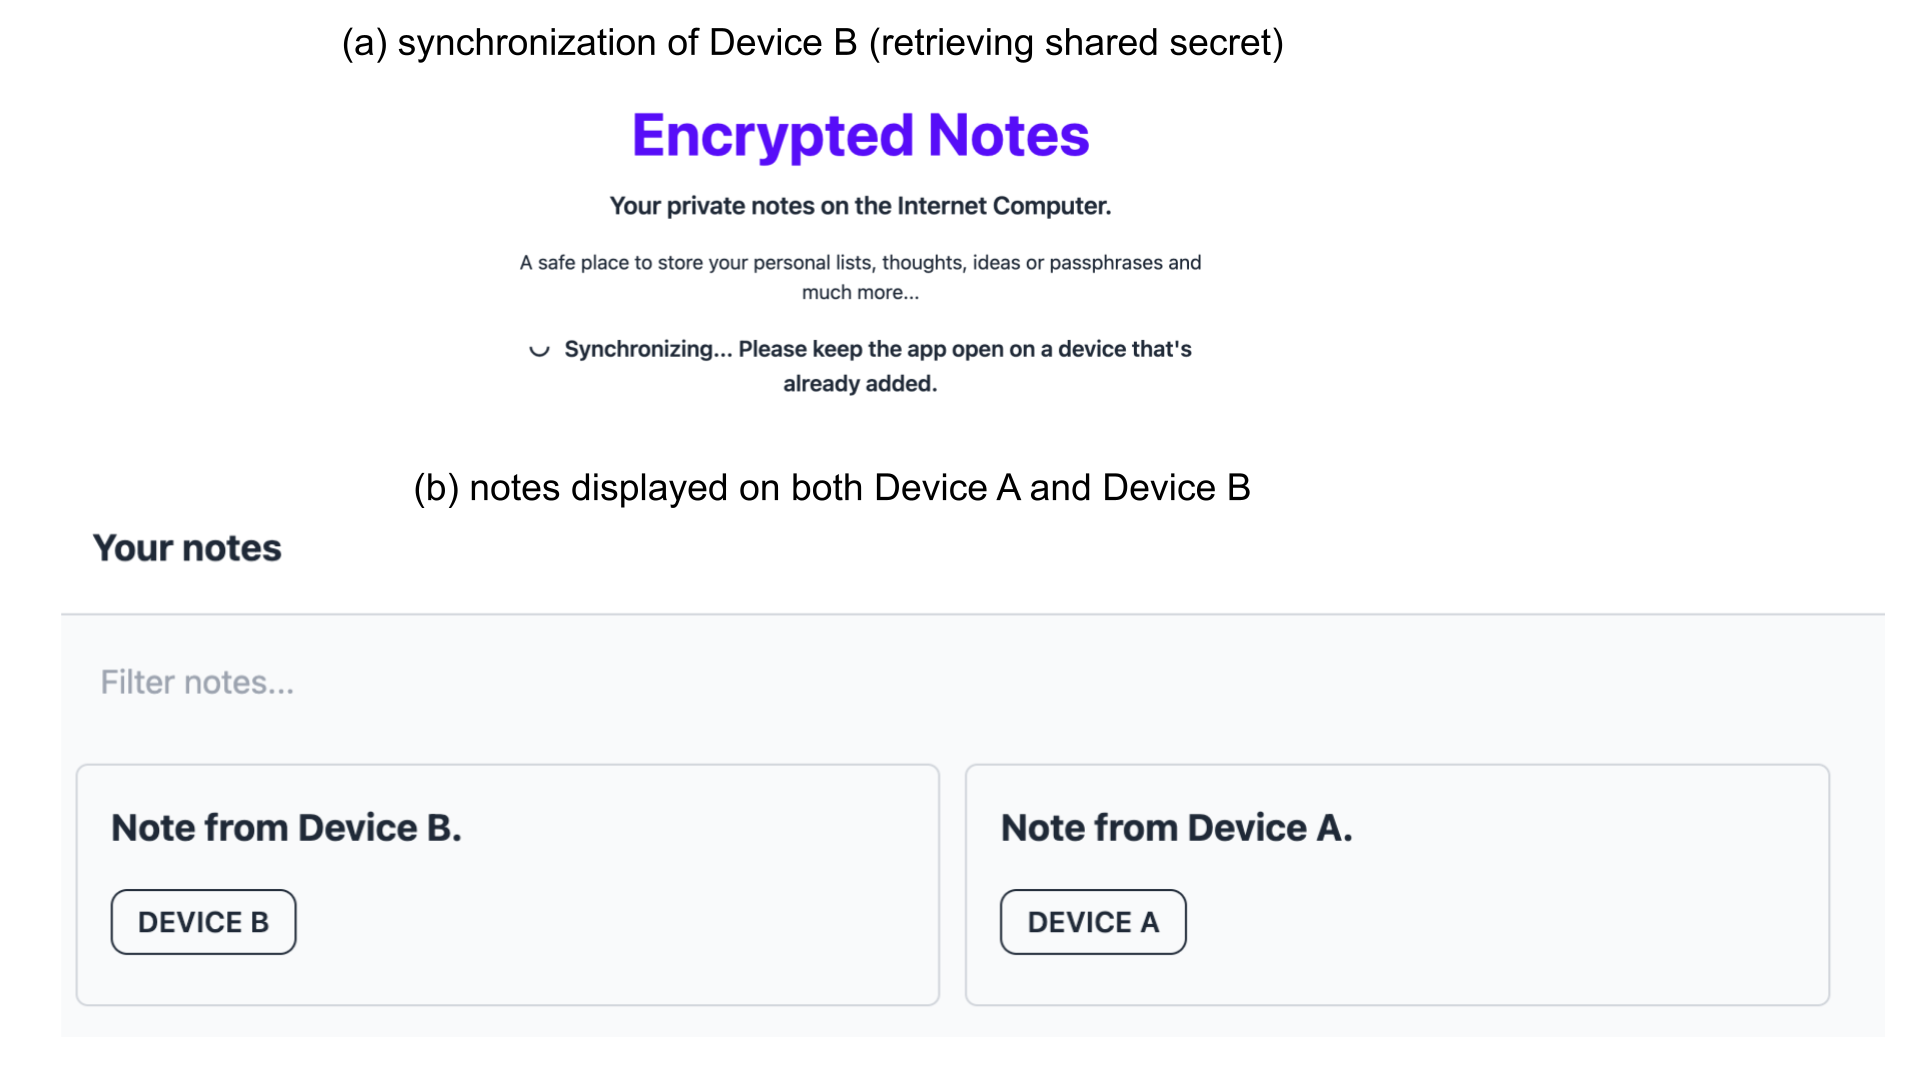 (a) synchronization of Device B (retrieving shared secret)
Encrypted Notes
Your private notes on the Internet Computer.
A safe place to store your personal lists, thoughts, ideas or passphrases and
much more...
Synchronizing... Please keep the app open on a device that's
already added.
(b) notes displayed on both Device A and Device B
Your notes
Filter notes...
Note from Device B.
DEVICE B
Note from Device A.
DEVICE A